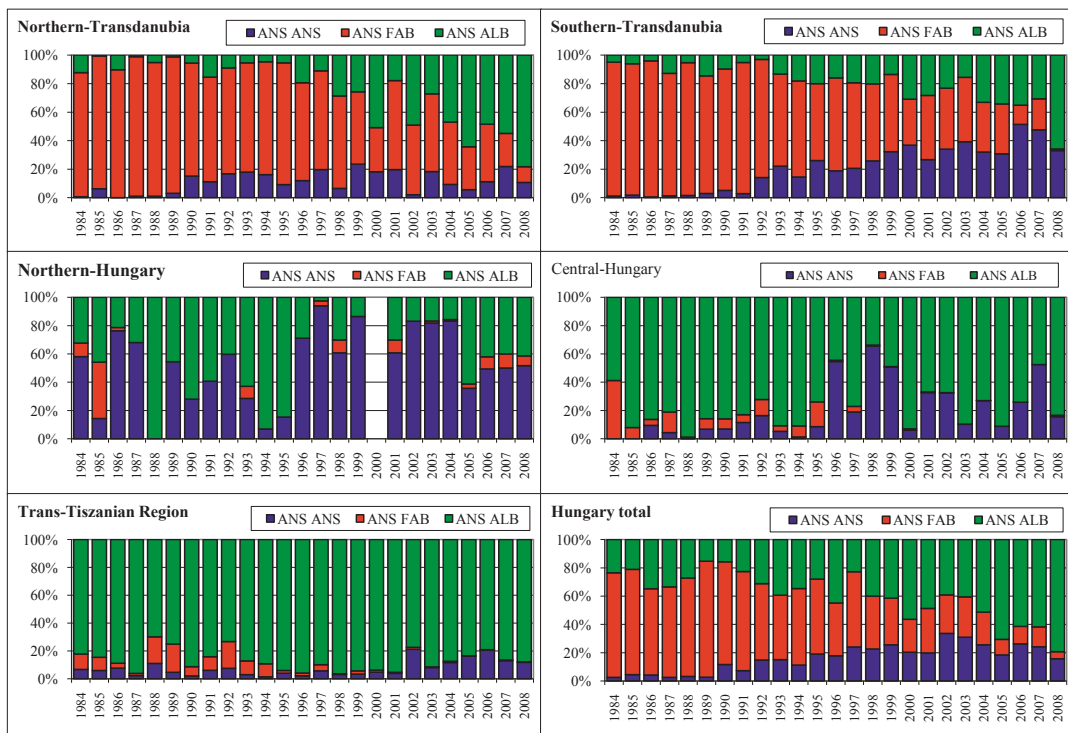 Northern-Transdanubia
ANS ANS ANS FAB ANS ALB
100%
80%
60%
40%
20%
0%
1984 1985 1986 1987 1988 1989 1990 1991 1992 1993 1994 1995 1996 1997 1998 1999 2000 2001 2002 2003 2004 2005 2006 2007 2008
Southern-Transdanubia
ANS ANS ANS FAB ANS ALB
100%
80%
60%
40%
20%
0%
1984 1985 1986 1987 1988 1989 1990 1991 1992 1993 1994 1995 1996 1997 1998 1999 2000 2001 2002 2003 2004 2005 2006 2007 2008
Northern-Hungary
ANS ANS ANS FAB ANS ALB
100%
80%
60%
40%
20%
0%
1984 1985 1986 1987 1988 1989 1990 1991 1992 1993 1994 1995 1996 1997 1998 1999 2000 2001 2002 2003 2004 2005 2006 2007 2008
Central-Hungary
ANS ANS ANS FAB ANS ALB
100%
80%
60%
40%
20%
0%
1984 1985 1986 1987 1988 1989 1990 1991 1992 1993 1994 1995 1996 1997 1998 1999 2000 2001 2002 2003 2004 2005 2006 2007 2008
Trans-Tiszanian Region
ANS ANS ANS FAB ANS ALB
100%
80%
60%
40%
20%
0%
1984 1985 1986 1987 1988 1989 1990 1991 1992 1993 1994 1995 1996 1997 1998 1999 2000 2001 2002 2003 2004 2005 2006 2007 2008
Hungary total
ANS ANS ANS FAB ANS ALB
100%
80%
60%
40%
20%
0%
1984 1985 1986 1987 1988 1989 1990 1991 1992 1993 1994 1995 1996 1997 1998 1999 2000 2001 2002 2003 2004 2005 2006 2007 2008